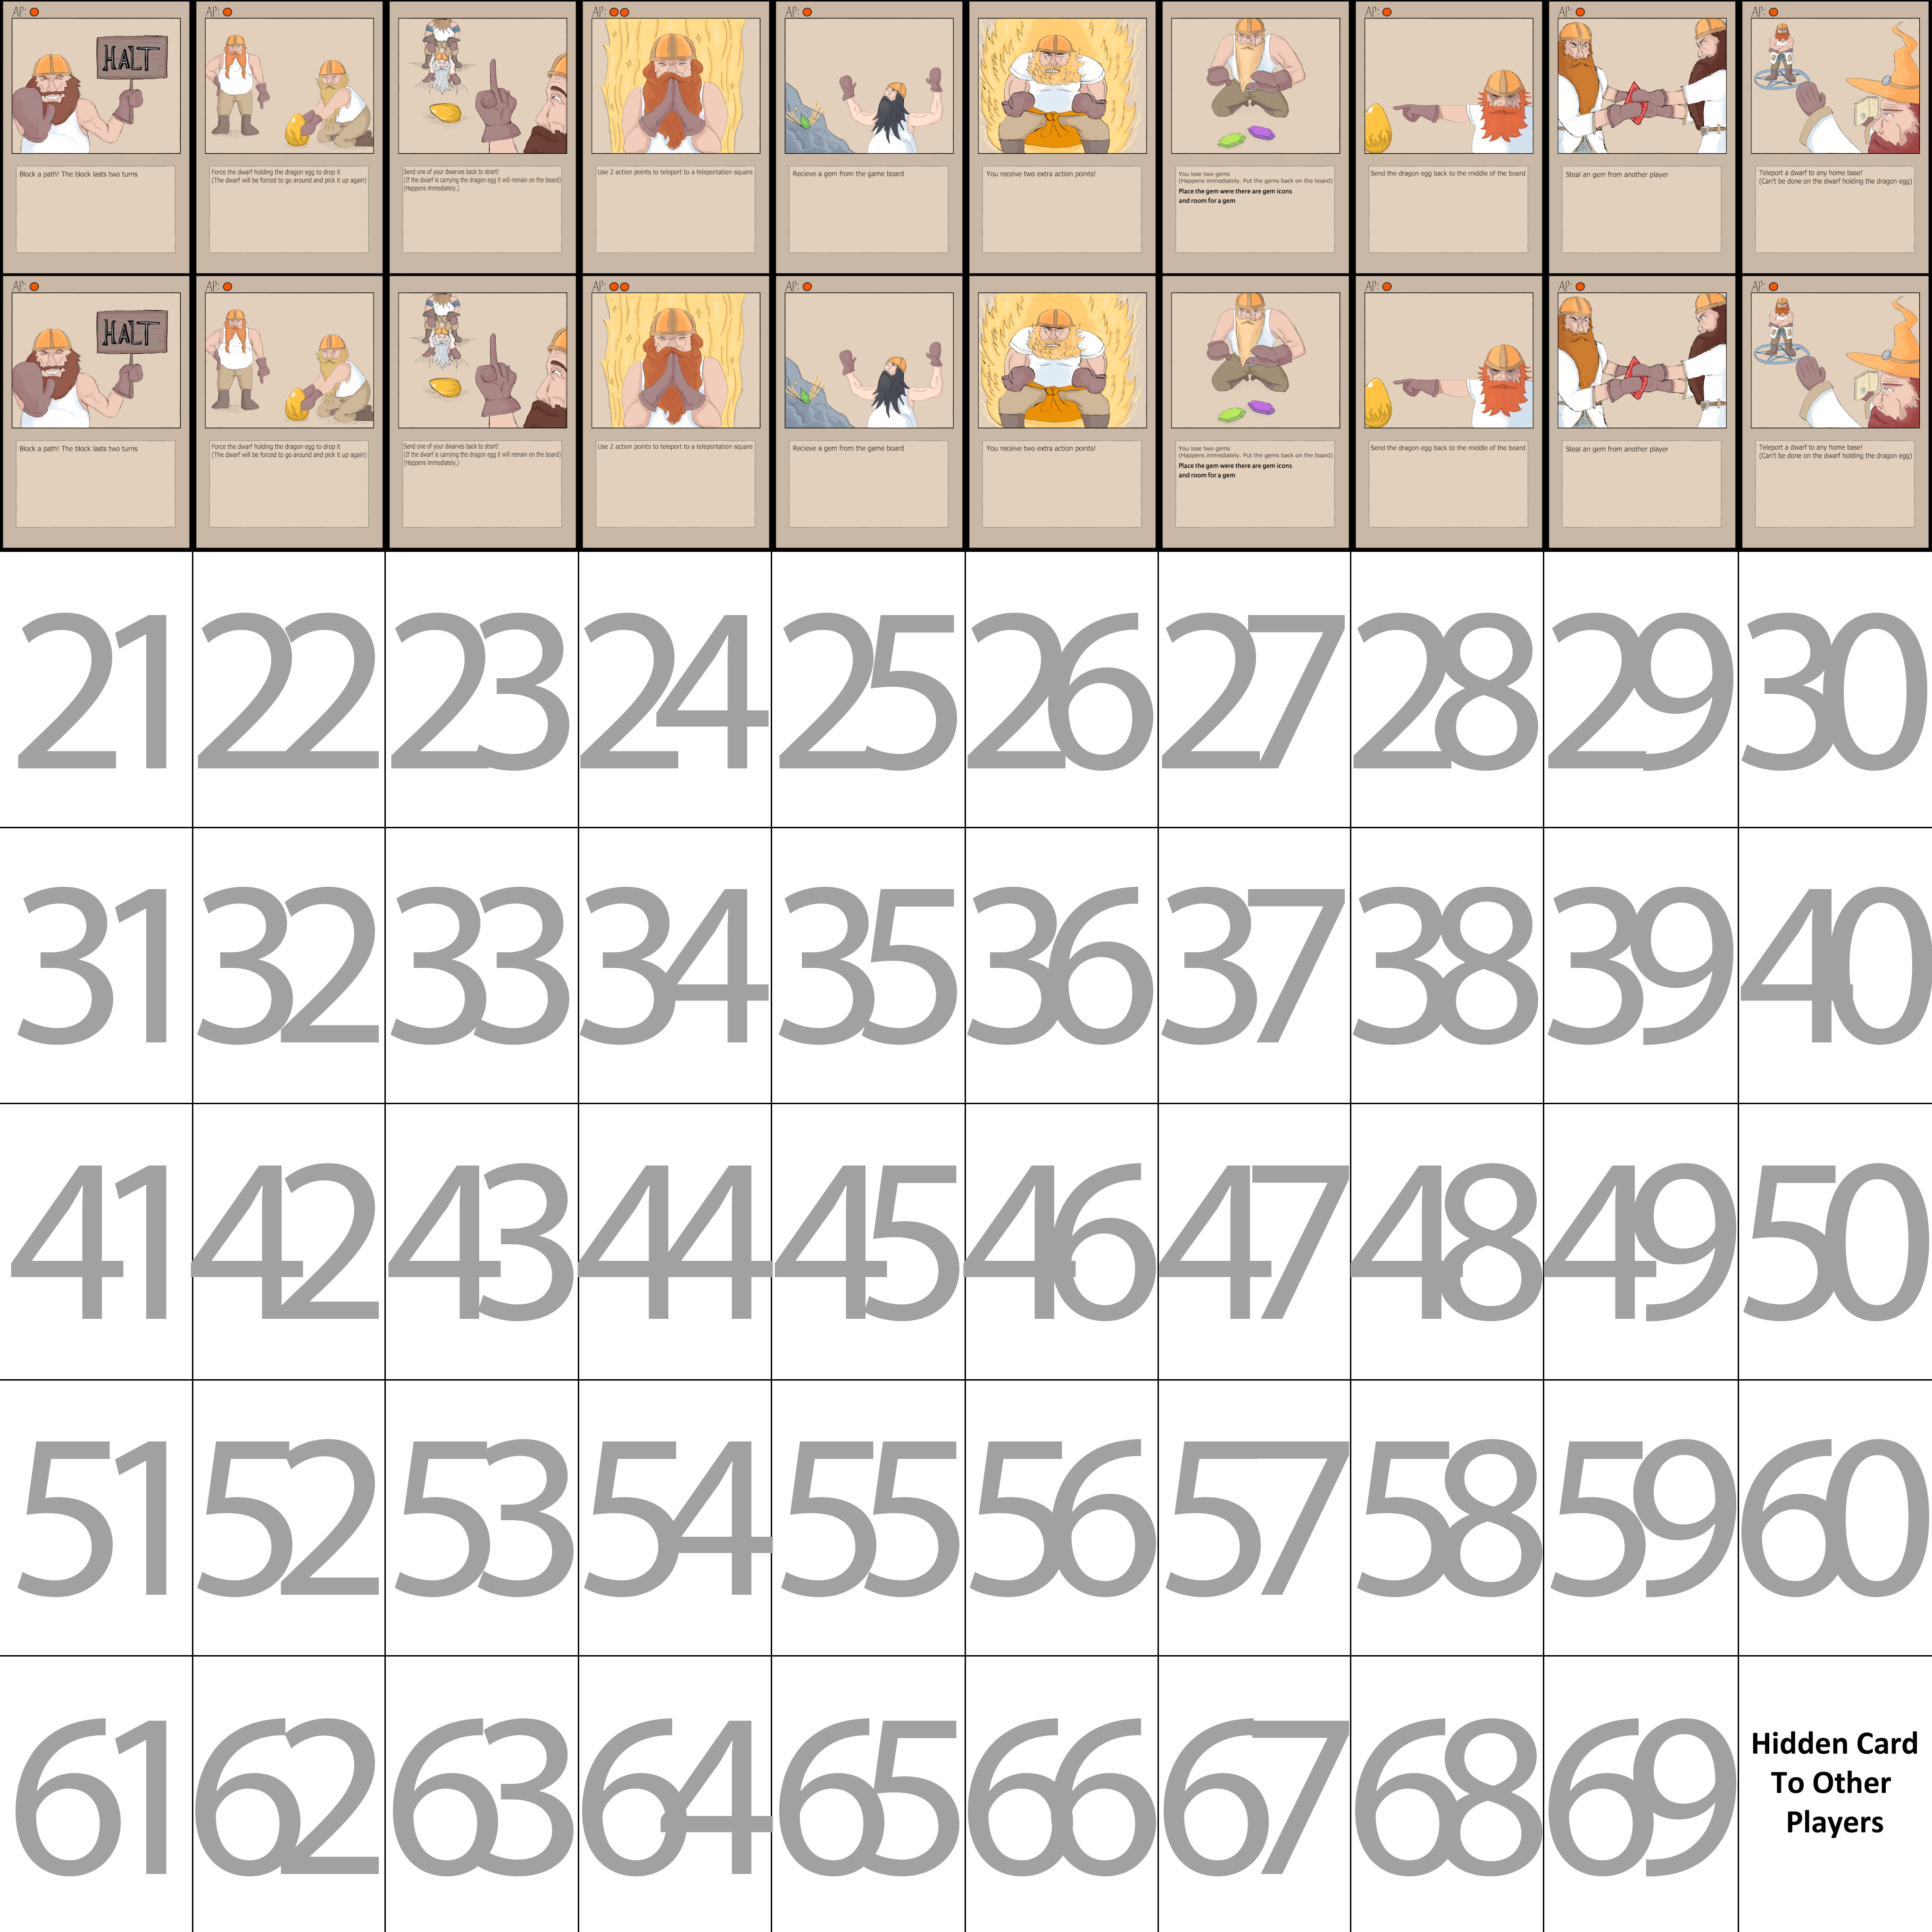 AP:
HALT
Block a path! The block lasts two turns
AP:
Force the dwarf holding the dragon egg to drop it
(The dwarf will be forced to go around and pick it up again)
Send one of your dwarves back to strart!
(If the dwarf is carrying the dragon egg it will remain on the board)
(Happens immediately.)
AP:
Use 2 action points to teleport to a teleportation square
AP:
Recieve a gem from the game board
You receive two extra action points!
You lose two gems
(Happens immediately. Put the gems back on the board)
Place the gem were there are gem icons
and room for a gem
AP:
Send the dragon egg back to the middle of the board
AP:
Steal an gem from another player
AP:
Teleport a dwarf to any home base!
(Can't be done on the dwarf holding the dragon egg)
AP:
HALT
Block a path! The block lasts two turns
AP:
Force the dwarf holding the dragon egg to drop it
(The dwarf will be forced to go around and pick it up again)
Send one of your dwarves back to strart!
(If the dwarf is carrying the dragon egg it will remain on the board)
(Happens immediately.)
AP:
Use 2 action points to teleport to a teleportation square
AP:
Recieve a gem from the game board
You receive two extra action points!
You lose two gems
(Happens immediately. Put the gems back on the board)
Place the gem were there are gem icons
and room for a gem
AP:
Send the dragon egg back to the middle of the board
AP:
Steal an gem from another player
AP:
Teleport a dwarf to any home base!
(Can't be done on the dwarf holding the dragon egg)
21 22 23 24 25 26 27 28 29 30
31 32 33 34 35 36 37 38 39 40
41 42 43 44 45 46 47 48 49 50
51 52 53 54 55 56 57 58 59 60
61 62 63 64 65 66 67 68 69
Hidden Card
To Other
Players